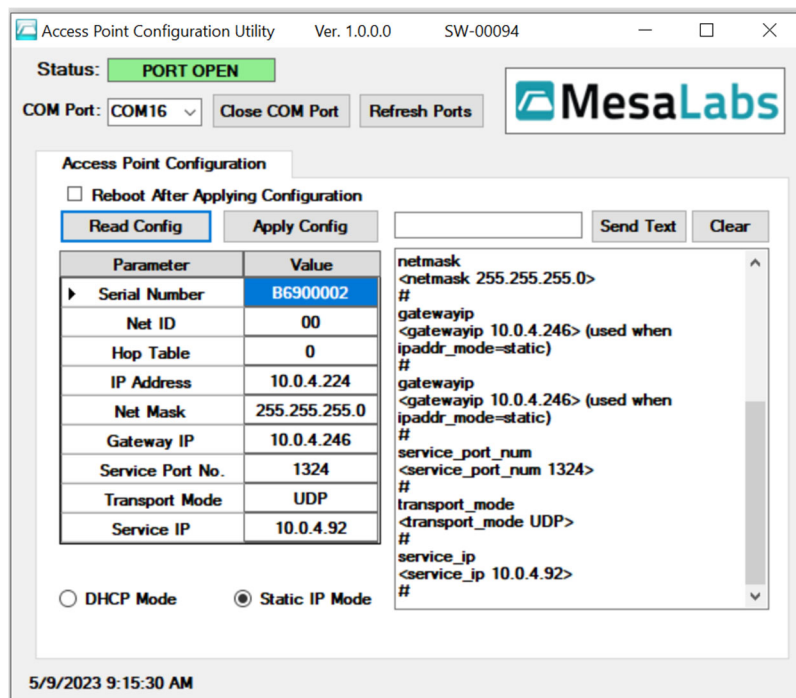 Access Point Configuration Utility Ver. 1.0.0.0 SW-00094
Status: PORT OPEN
COM Port: COM16 Close COM Port Refresh Ports
MesaLabs
Access Point Configuration
Reboot After Applying Configuration
Read Config Apply Config Send Text Clear
Parameter Value
Serial Number B6900002
Net ID 00
Hop Table 0
IP Address 10.0.4.224
Net Mask 255.255.255.0
Gateway IP 10.0.4.246
Service Port No. 1324
Transport Mode UDP
Service IP 10.0.4.92
DHCP Mode Static IP Mode
netmask
<netmask 255.255.255.0>
#
gatewayip
<gatewayip 10.0.4.246> (used when
ipaddr_mode=static)
#
gatewayip
<gatewayip 10.0.4.246> (used when
ipaddr_mode=static)
#
service_port_num
<service_port_num 1324>
#
transport_mode
<transport_mode UDP>
#
service_ip
<service_ip 10.0.4.92>
#
5/9/2023 9:15:30 AM